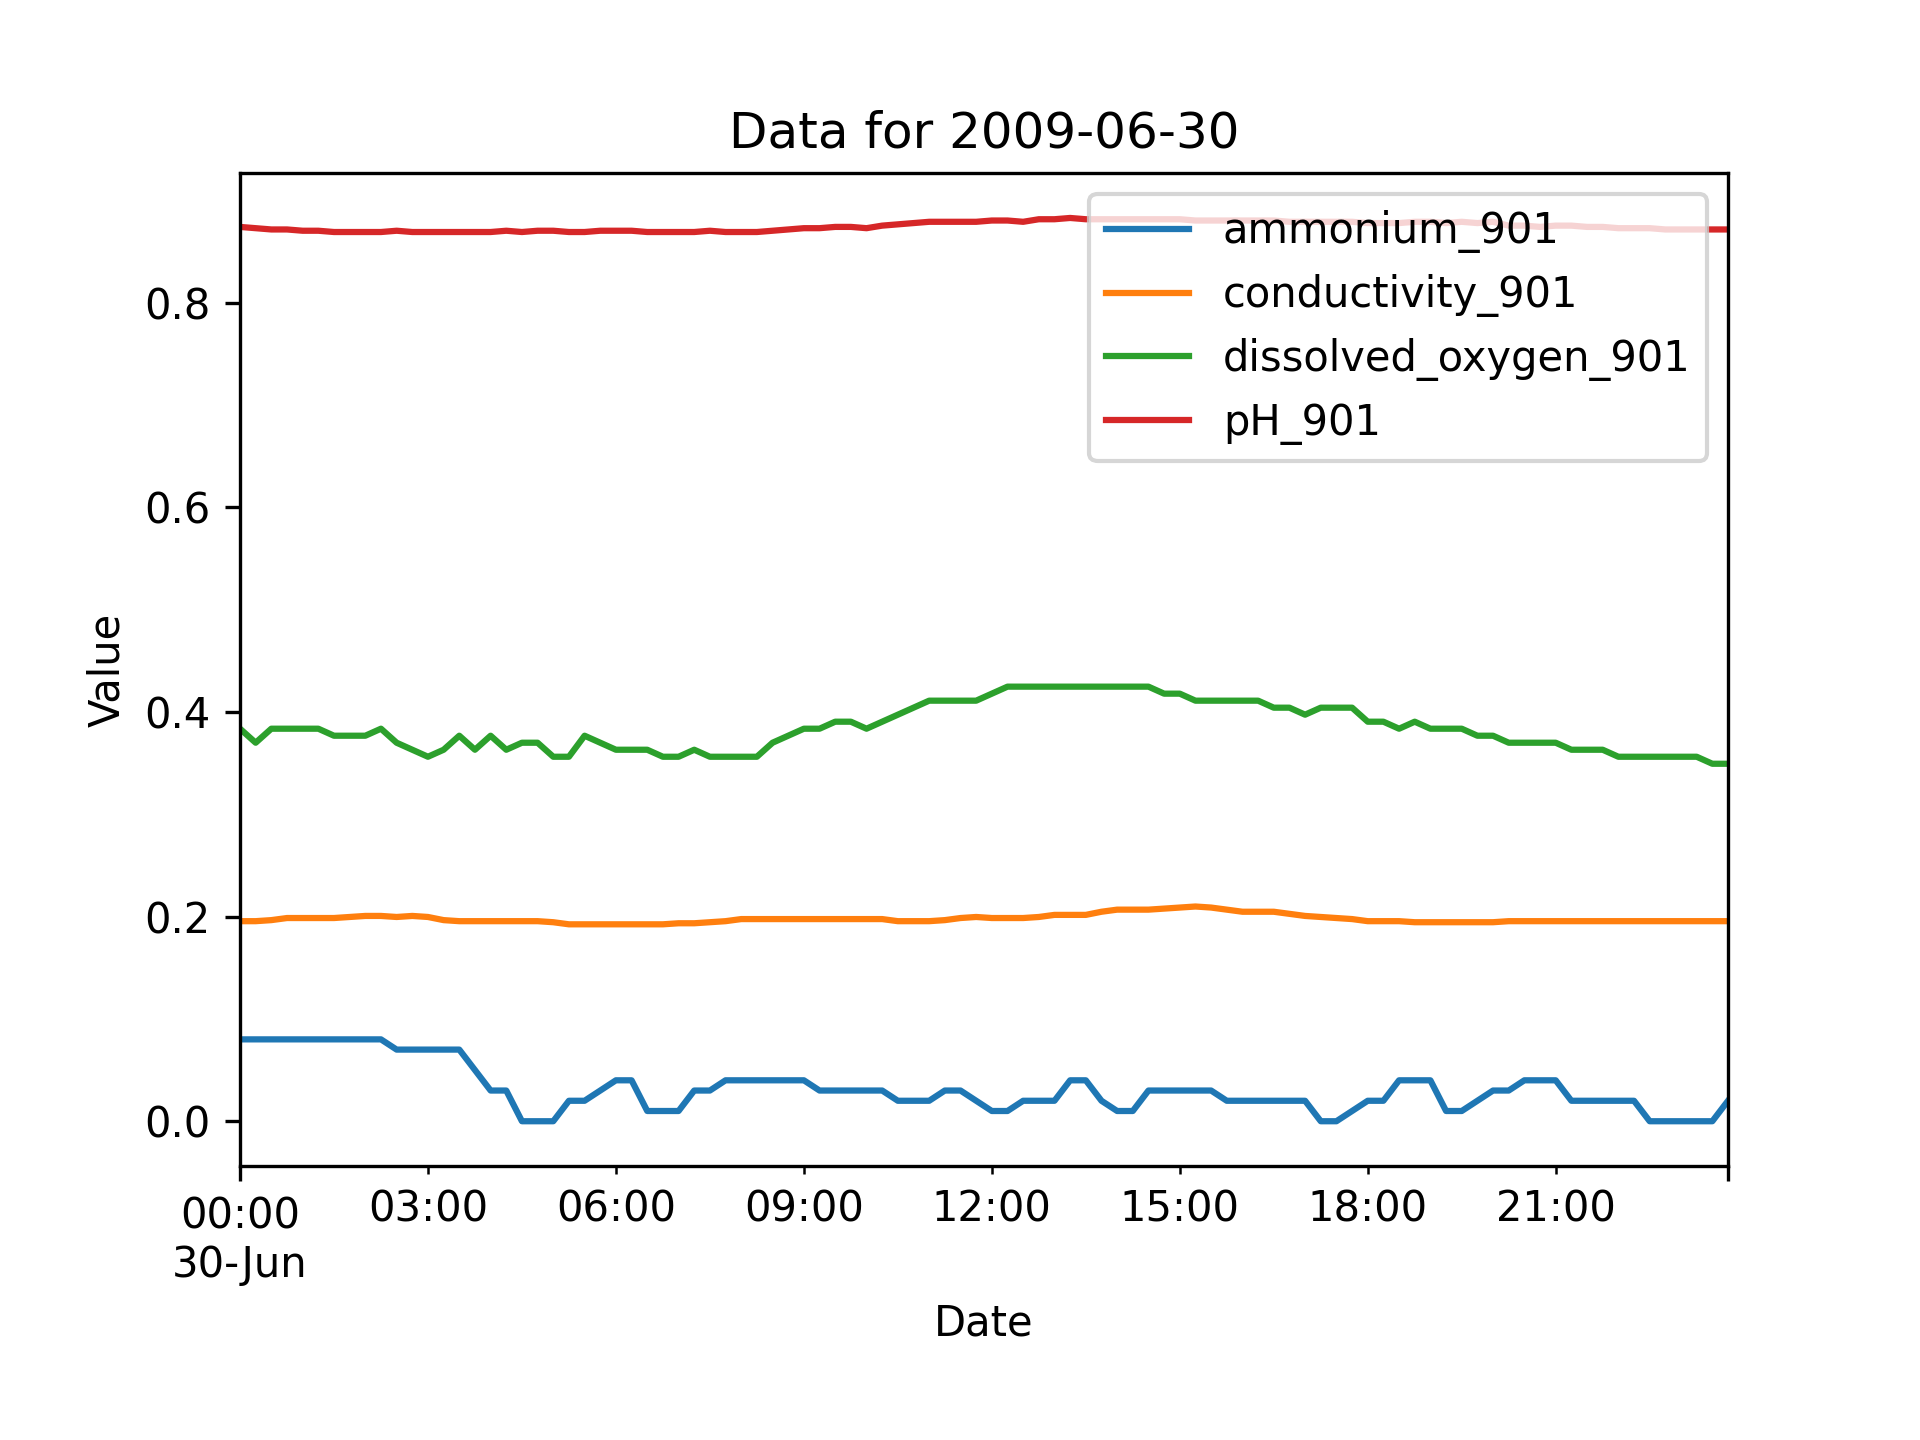 Data for 2009-06-30
ammonium_901
conductivity_901
dissolved_oxygen_901
pH_901
Value
0.8
0.6
0.4
0.2
0.0
00:00 03:00 06:00 09:00 12:00 15:00 18:00 21:00
30-Jun
Date